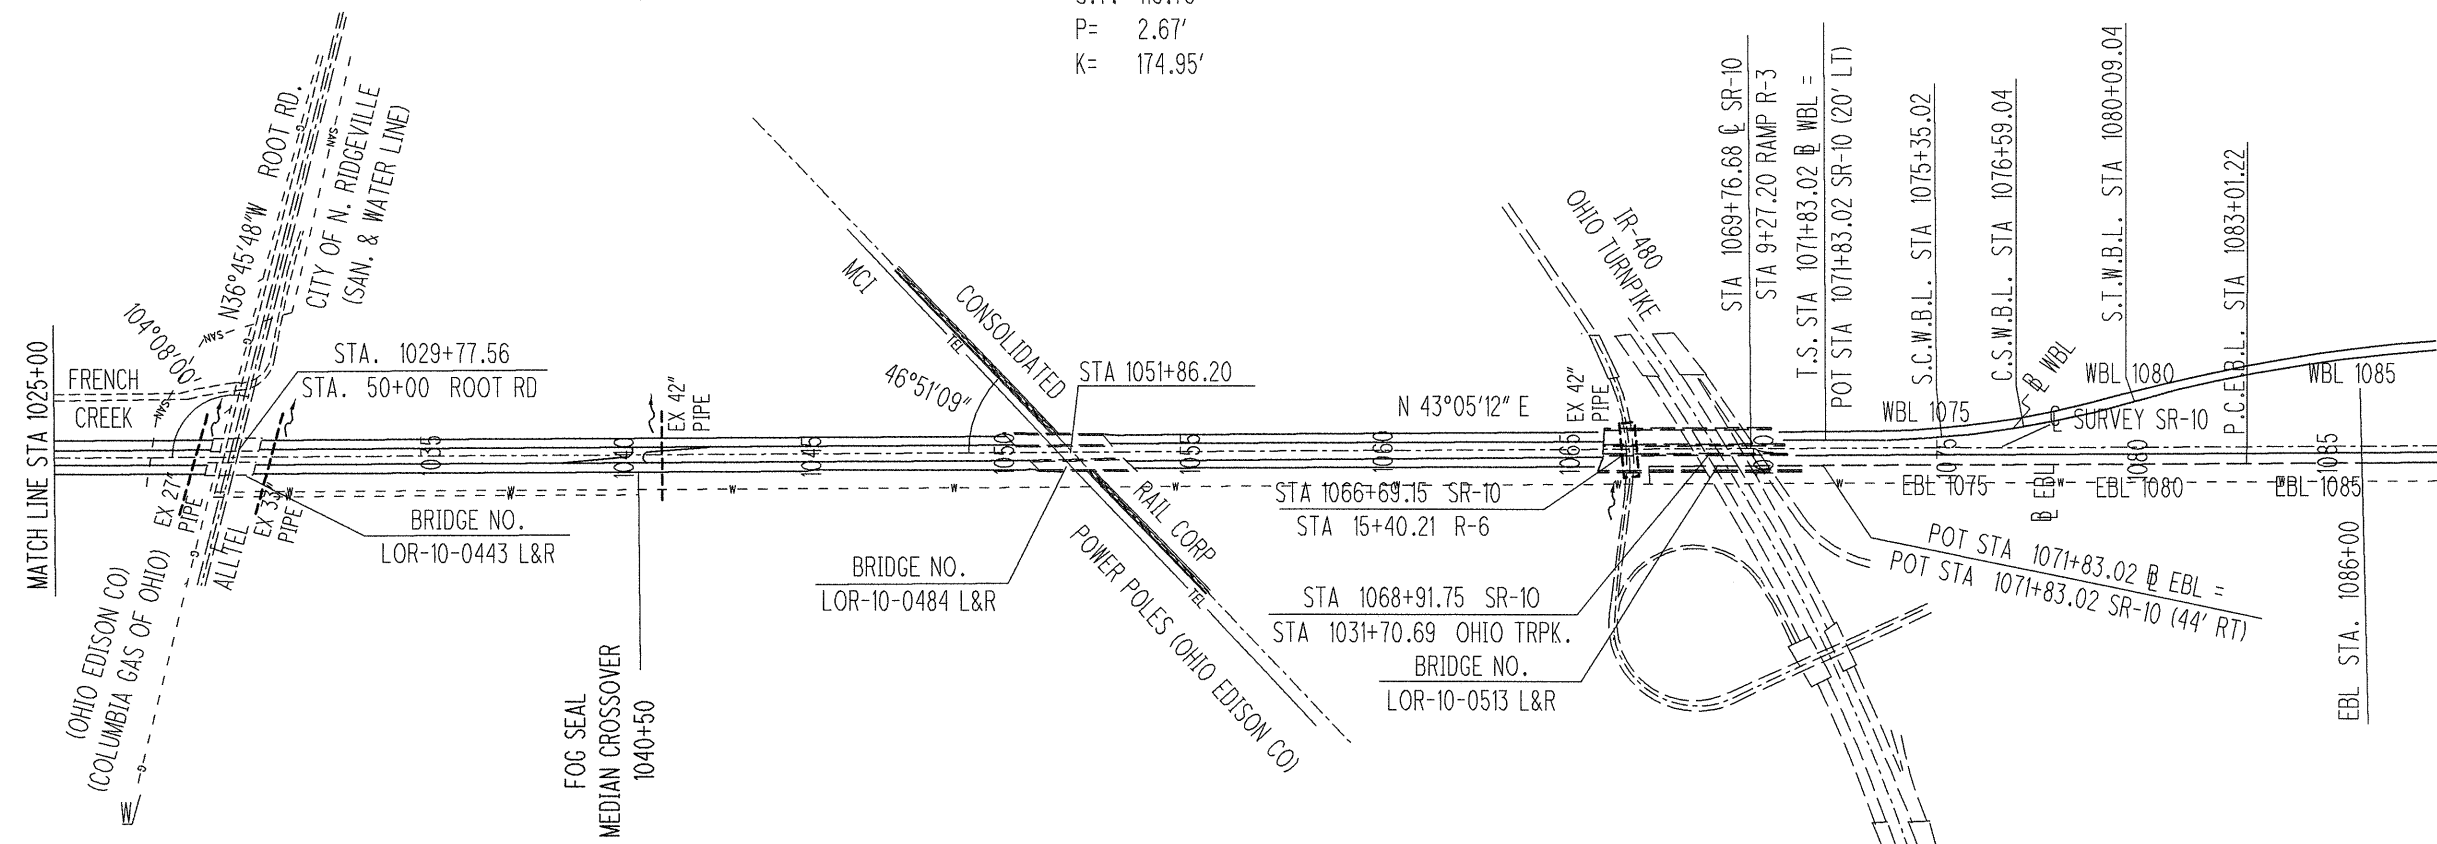 P= 2.67'
K= 174.95'
MATCH LINE STA 1025+00
FRENCH
CREEK
104°08'00"
N36°45'48"W ROOT RD.
CITY OF N. RIDGEVILLE
(SAN. & WATER LINE)
SAN
SAN
SAN
SAN
G
G
STA. 1029+77.56
STA. 50+00 ROOT RD
EX 27"
PIPE
EX 33"
PIPE
ALLTEL
(OHIO EDISON CO)
(COLUMBIA GAS OF OHIO)
G
G
W
BRIDGE NO.
LOR-10-0443 L&R
1035
1040
1045
1050
1055
1060
1065
1070
1075
1080
1085
EX 42"
PIPE
FOG SEAL
MEDIAN CROSSOVER
1040+50
MCI
TEL
CONSOLIDATED
46°51'09"
STA 1051+86.20
RAIL CORP
TEL
POWER POLES (OHIO EDISON CO)
BRIDGE NO.
LOR-10-0484 L&R
N 43°05'12" E
EX 42"
PIPE
STA 1066+69.15 SR-10
STA 15+40.21 R-6
STA 1068+91.75 SR-10
STA 1031+70.69 OHIO TRPK.
BRIDGE NO.
LOR-10-0513 L&R
IR-480
OHIO TURNPIKE
STA 1069+76.68 ℄ SR-10
STA 9+27.20 RAMP R-3
T.S. STA 1071+83.02 BL WBL =
POT STA 1071+83.02 SR-10 (20' LT)
S.C.W.B.L. STA 1075+35.02
C.S.W.B.L. STA 1076+59.04
S.T.W.B.L. STA 1080+09.04
P.C.E.B.L. STA 1083+01.22
BL WBL
WBL 1075
WBL 1080
WBL 1085
℄ SURVEY SR-10
EBL 1075
BL EBL
EBL 1080
EBL 1085
POT STA 1071+83.02 BL EBL =
POT STA 1071+83.02 SR-10 (44' RT)
EBL STA. 1086+00
W
W
W
W
W
W
W
W
W
W